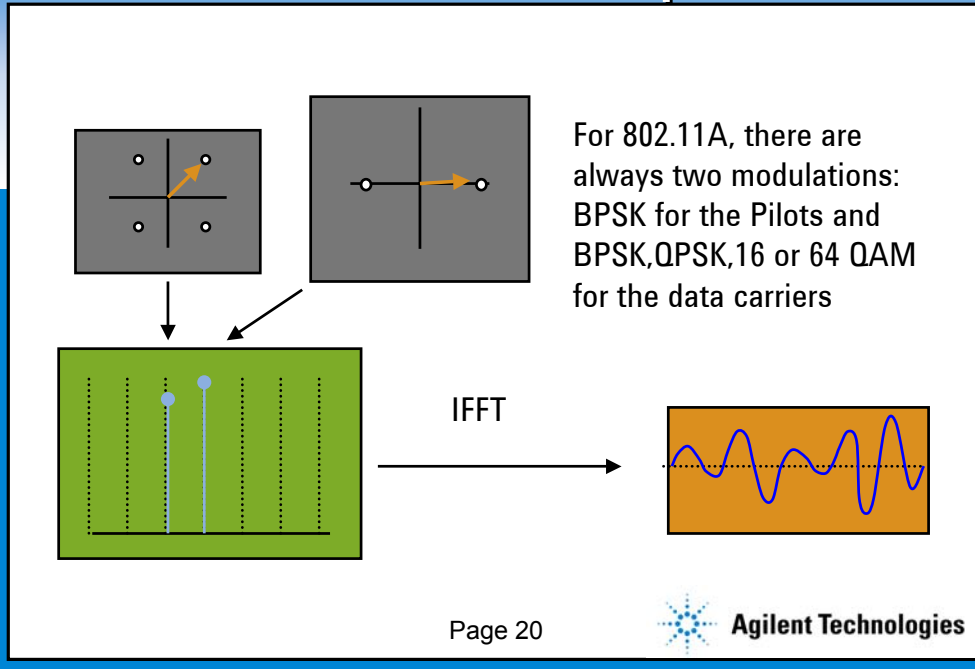 For 802.11A, there are
always two modulations:
BPSK for the Pilots and
BPSK,QPSK,16 or 64 QAM
for the data carriers
IFFT
Page 20
Agilent Technologies